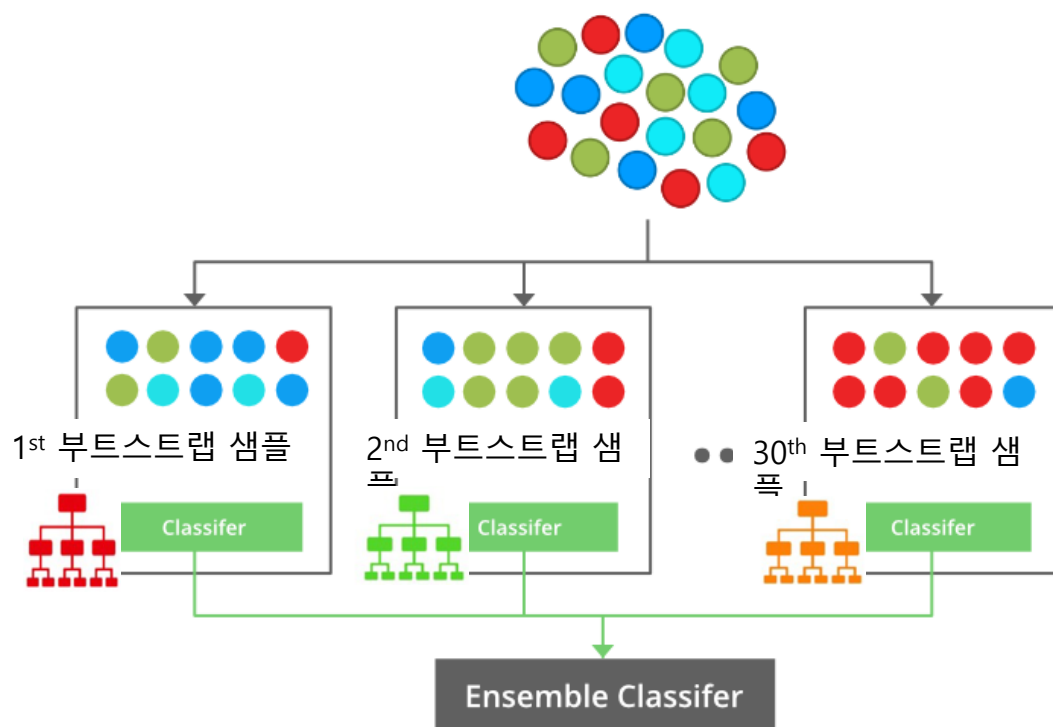 1st 부트스트랩 샘플
2nd 부트스트랩 샘
플
30th 부트스트랩 샘
플
Classifer
Classifer
Classifer
Ensemble Classifer